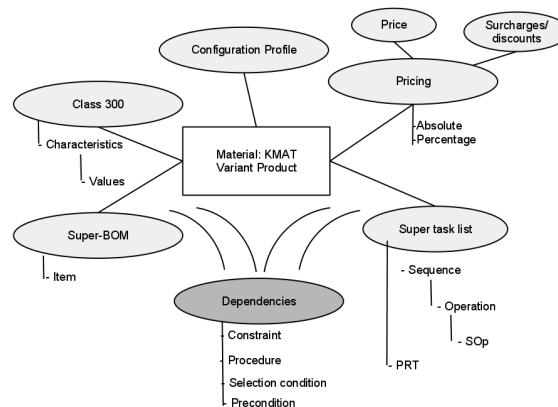 Price
Surcharges/
discounts
Configuration Profile
Pricing
- Absolute
- Percentage
Class 300
- Characteristics
- Values
Material: KMAT
Variant Product
Super-BOM
- Item
Super task list
- Sequence
- Operation
- SOp
- PRT
Dependencies
- Constraint
- Procedure
- Selection condition
- Precondition